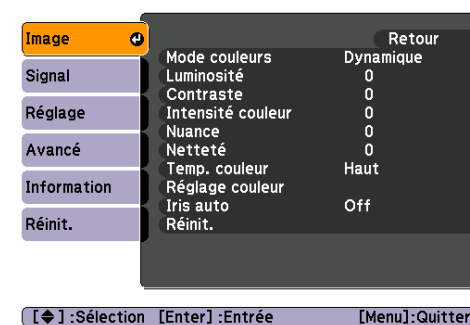 Image
Signal
Réglage
Avancé
Information
Réinit.
Retour
Mode couleurs Dynamique
Luminosité 0
Contraste 0
Intensité couleur 0
Nuance 0
Netteté 0
Temp. couleur Haut
Réglage couleur
Iris auto Off
Réinit.
[◆] :Sélection [Enter] :Entrée [Menu]:Quitter